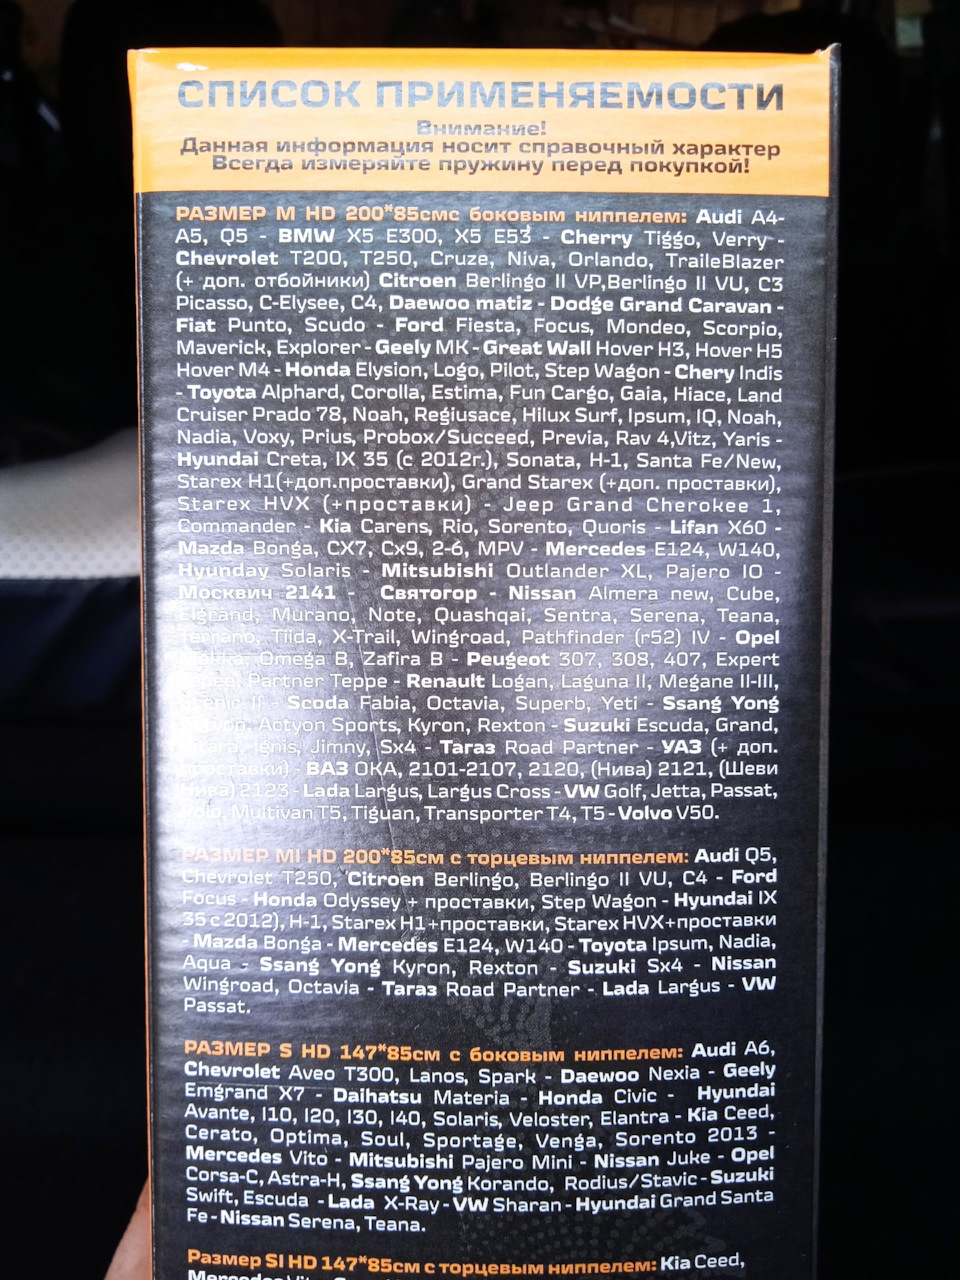 СПИСОК ПРИМЕНЯЕМОСТИ
Внимание!
Данная информация носит справочный характер
Всегда измеряйте пружину перед покупкой!
РАЗМЕР M HD 200*85смс боковым ниппелем: Audi A4-
A5, Q5 - BMW X5 E300, X5 E53 - Cherry Tiggo, Verry -
Chevrolet T200, T250, Cruze, Niva, Orlando, TraileBlazer
(+ доп. отбойники) Citroen Berlingo II VP,Berlingo II VU, C3
Picasso, C-Elysee, C4, Daewoo matiz - Dodge Grand Caravan -
Fiat Punto, Scudo - Ford Fiesta, Focus, Mondeo, Scorpio,
Maverick, Explorer - Geely MK - Great Wall Hover H3, Hover H5
Hover M4 - Honda Elysion, Logo, Pilot, Step Wagon - Chery Indis
- Toyota Alphard, Corolla, Estima, Fun Cargo, Gaia, Hiace, Land
Cruiser Prado 78, Noah, Regiusace, Hilux Surf, Ipsum, IQ, Noah,
Nadia, Voxy, Prius, Probox/Succeed, Previa, Rav 4,Vitz, Yaris -
Hyundai Creta, IX 35 (с 2012г.), Sonata, H-1, Santa Fe/New,
Starex H1(+доп.проставки), Grand Starex (+доп. проставки),
Starex HVX (+проставки) - Jeep Grand Cherokee 1,
Commander - Kia Carens, Rio, Sorento, Quoris - Lifan X60 -
Mazda Bonga, CX7, Cx9, 2-6, MPV - Mercedes E124, W140,
Hyunday Solaris - Mitsubishi Outlander XL, Pajero IO -
Москвич 2141 - Святогор - Nissan Almera new, Cube,
Elgrand, Murano, Note, Quashqai, Sentra, Serena, Teana,
Terrano, Tiida, X-Trail, Wingroad, Pathfinder (r52) IV - Opel
Omega B, Zafira B - Peugeot 307, 308, 407, Expert
Partner Teppe - Renault Logan, Laguna II, Megane II-III,
II - Scoda Fabia, Octavia, Superb, Yeti - Ssang Yong
Actyon Sports, Kyron, Rexton - Suzuki Escuda, Grand,
Ignis, Jimny, Sx4 - Тагаз Road Partner - УАЗ (+ доп.
проставки) - ВАЗ ОКА, 2101-2107, 2120, (Нива) 2121, (Шеви
Нива) 2123 - Lada Largus, Largus Cross - VW Golf, Jetta, Passat,
Polo, Multivan T5, Tiguan, Transporter T4, T5 - Volvo V50.
РАЗМЕР MI HD 200*85см с торцевым ниппелем: Audi Q5,
Chevrolet T250, Citroen Berlingo, Berlingo II VU, C4 - Ford
Focus - Honda Odyssey + проставки, Step Wagon - Hyundai IX
35 с 2012), H-1, Starex H1+проставки, Starex HVX+проставки
- Mazda Bonga - Mercedes E124, W140 - Toyota Ipsum, Nadia,
Aqua - Ssang Yong Kyron, Rexton - Suzuki Sx4 - Nissan
Wingroad, Octavia - Тагаз Road Partner - Lada Largus - VW
Passat.
РАЗМЕР S HD 147*85см с боковым ниппелем: Audi A6,
Chevrolet Aveo T300, Lanos, Spark - Daewoo Nexia - Geely
Emgrand X7 - Daihatsu Materia - Honda Civic - Hyundai
Avante, I10, I20, I30, I40, Solaris, Veloster, Elantra - Kia Ceed,
Cerato, Optima, Soul, Sportage, Venga, Sorento 2013 -
Mercedes Vito - Mitsubishi Pajero Mini - Nissan Juke - Opel
Corsa-C, Astra-H, Ssang Yong Korando, Rodius/Stavic - Suzuki
Swift, Escuda - Lada X-Ray - VW Sharan - Hyundai Grand Santa
Fe - Nissan Serena, Teana.
Размер SI HD 147*85см с торцевым ниппелем: Kia Ceed,
Mercedes Vito